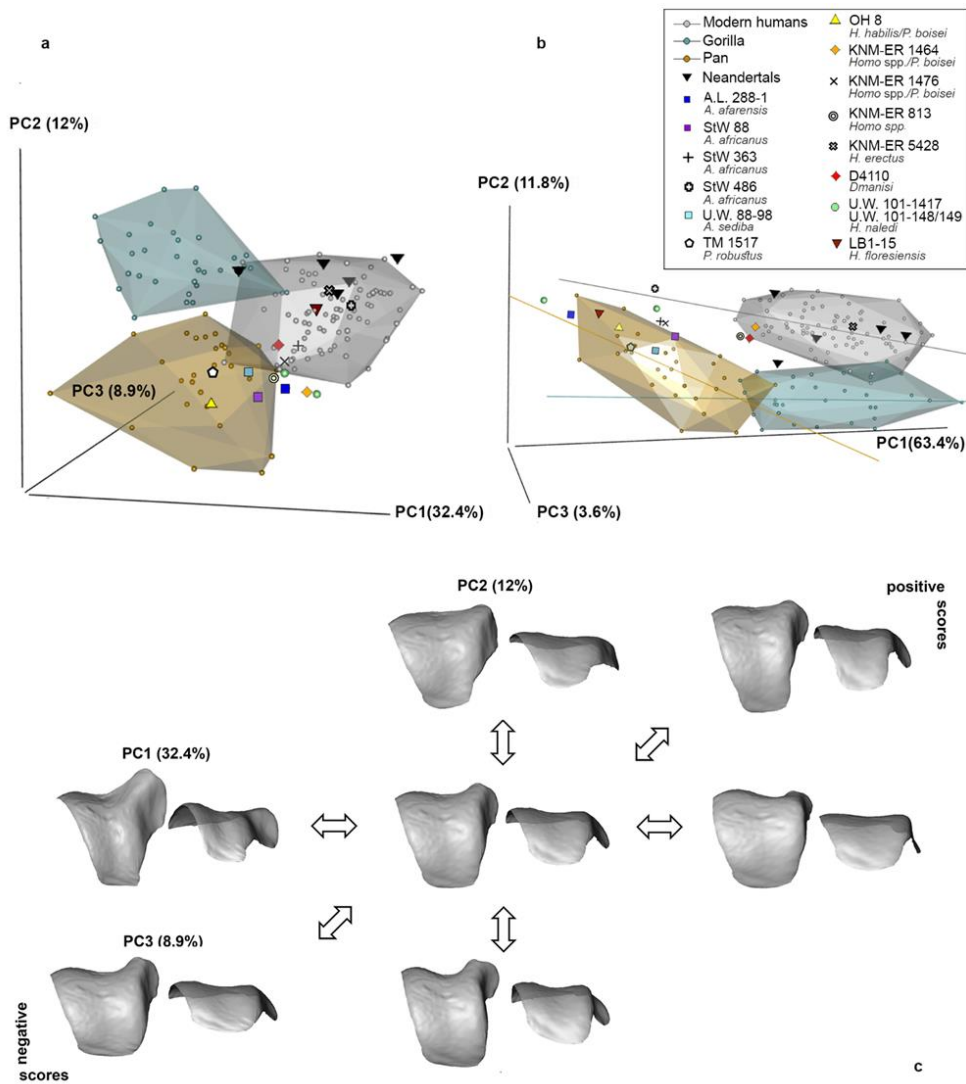 a
b
PC2 (12%)
PC3 (8.9%)
PC1(32.4%)
PC2 (11.8%)
PC1(63.4%)
PC3 (3.6%)
Modern humans
Gorilla
Pan
Neandertals
A.L. 288-1
A. afarensis
StW 88
A. africanus
StW 363
A. africanus
StW 486
A. africanus
U.W. 88-98
A. sediba
TM 1517
P. robustus
OH 8
H. habilis/P. boisei
KNM-ER 1464
Homo spp./P. boisei
KNM-ER 1476
Homo spp./P. boisei
KNM-ER 813
Homo spp
KNM-ER 5428
H. erectus
D4110
Dmanisi
U.W. 101-1417
U.W. 101-148/149
H. naledi
LB1-15
H. floresiensis
PC2 (12%)
positive
scores
PC1 (32.4%)
PC3 (8.9%)
negative
scores
c